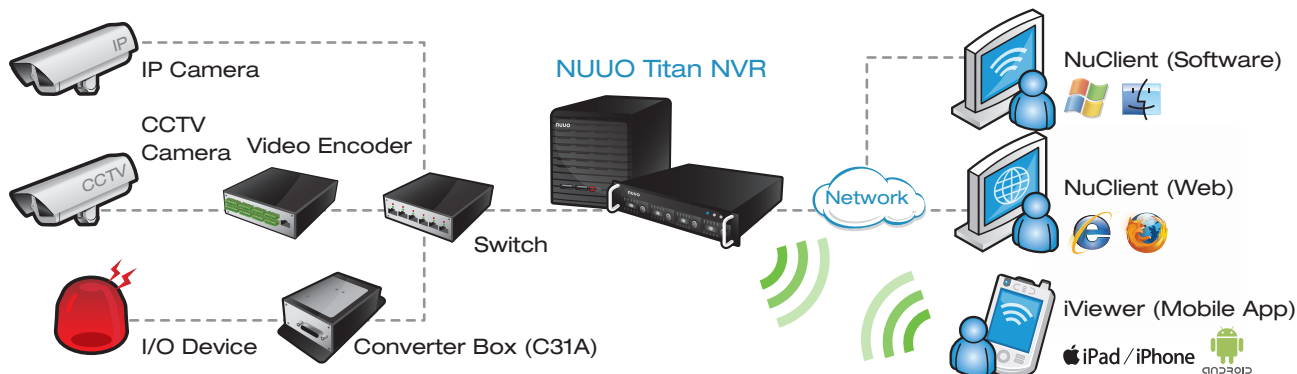 IP
IP Camera
CCTV
Camera
CCTV
Video Encoder
Switch
I/O Device
Converter Box (C31A)
NUUO Titan NVR
nuuo
nuuo
Network
NuClient (Software)
NuClient (Web)
iViewer (Mobile App)
iPad / iPhone
android